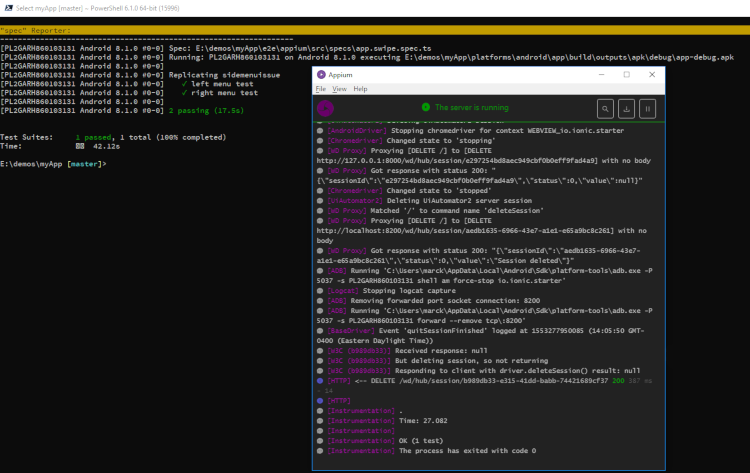 Select myApp [master] ~ PowerShell 6.1.0 64-bit (15996)
"spec" Reporter:
------------------------------------------------------------------
[PL2GARH860103131 Android 8.1.0 #0-0] Spec: E:\demos\myApp\e2e\appium\src\specs\app.swipe.spec.ts
[PL2GARH860103131 Android 8.1.0 #0-0] Running: PL2GARH860103131 on Android 8.1.0 executing E:\demos\myApp\platforms\android\app\build\outputs\apk\debug\app-debug.apk
[PL2GARH860103131 Android 8.1.0 #0-0]
[PL2GARH860103131 Android 8.1.0 #0-0] Replicating sidemenuissue
[PL2GARH860103131 Android 8.1.0 #0-0] ✓ left menu test
[PL2GARH860103131 Android 8.1.0 #0-0] ✓ right menu test
[PL2GARH860103131 Android 8.1.0 #0-0]
[PL2GARH860103131 Android 8.1.0 #0-0] 2 passing (17.5s)
Test Suites: 1 passed, 1 total (100% completed)
Time: 42.12s
E:\demos\myApp [master]>
Appium
File View Help
The server is running
[AndroidDriver] Stopping chromedriver for context WEBVIEW_io.ionic.starter
[Chromedriver] Changed state to 'stopping'
[WD Proxy] Proxying [DELETE /] to [DELETE
http://127.0.0.1:8000/wd/hub/session/e297254bd8aec949cbf0b0eff9fad4a9] with no body
[WD Proxy] Got response with status 200: "
{\"sessionId\":\"e297254bd8aec949cbf0b0eff9fad4a9\",\"status\":0,\"value\":null}"
[Chromedriver] Changed state to 'stopped'
[UiAutomator2] Deleting UiAutomator2 server session
[WD Proxy] Matched '/' to command name 'deleteSession'
[WD Proxy] Proxying [DELETE /] to [DELETE
http://localhost:8200/wd/hub/session/aedb1635-6966-43e7-a1e1-e65a9bc8c261] with no
body
[WD Proxy] Got response with status 200: "{\"sessionId\":\"aedb1635-6966-43e7-
a1e1-e65a9bc8c261\",\"status\":0,\"value\":\"Session deleted\"}"
[ADB] Running 'C:\Users\marck\AppData\Local\Android\Sdk\platform-tools\adb.exe -P
5037 -s PL2GARH860103131 shell am force-stop io.ionic.starter'
[Logcat] Stopping logcat capture
[ADB] Removing forwarded port socket connection: 8200
[ADB] Running 'C:\Users\marck\AppData\Local\Android\Sdk\platform-tools\adb.exe -P
5037 -s PL2GARH860103131 forward --remove tcp\:8200'
[BaseDriver] Event 'quitSessionFinished' logged at 1553277950085 (14:05:50 GMT-
0400 (Eastern Daylight Time))
[W3C (b989db33)] Received response: null
[W3C (b989db33)] But deleting session, so not returning
[W3C (b989db33)] Responding to client with driver.deleteSession() result: null
[HTTP] <-- DELETE /wd/hub/session/b989db33-e315-41dd-babb-74421689cf37 200 387 ms
- 14
[HTTP]
[Instrumentation] .
[Instrumentation] Time: 27.082
[Instrumentation]
[Instrumentation] OK (1 test)
[Instrumentation] The process has exited with code 0